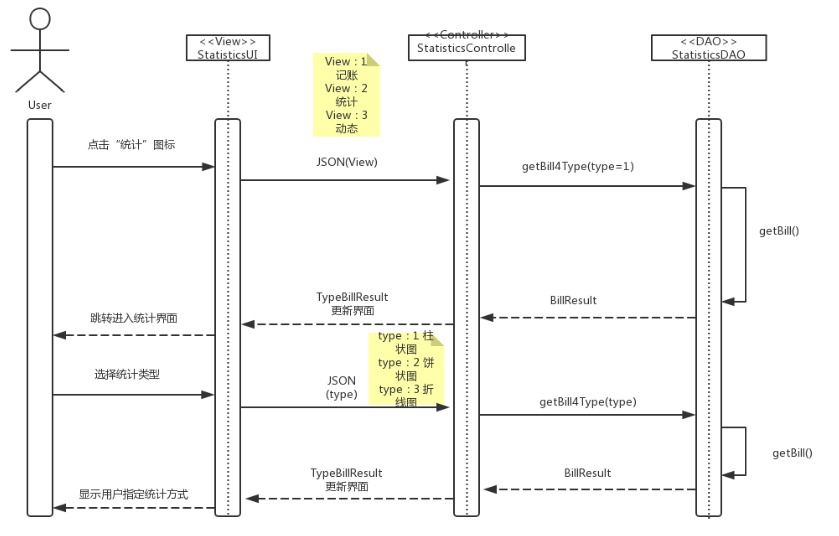 <<View>>
StatisticsUI
<<Controller>>
StatisticsControlle
<<DAO>>
StatisticsDAO
View：1
记账
View：2
统计
View：3
动态
User
点击“统计”图标
JSON(View)
getBill4Type(type=1)
getBill()
TypeBillResult
更新界面
BillResult
跳转进入统计界面
type：1 柱
状图
type：2 饼
状图
type：3 折
线图
选择统计类型
JSON
(type)
getBill4Type(type)
getBill()
TypeBillResult
更新界面
BillResult
显示用户指定统计方式